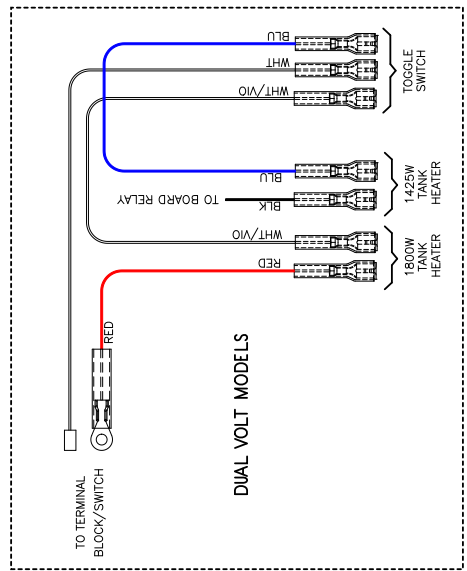 BLU
WHT
WHT/VIO
TOGGLE
SWITCH
BLU
TO BOARD RELAY
BLK
1425W
TANK
HEATER
WHT/VIO
RED
1800W
TANK
HEATER
RED
DUAL VOLT MODELS
TO TERMINAL
BLOCK/SWITCH